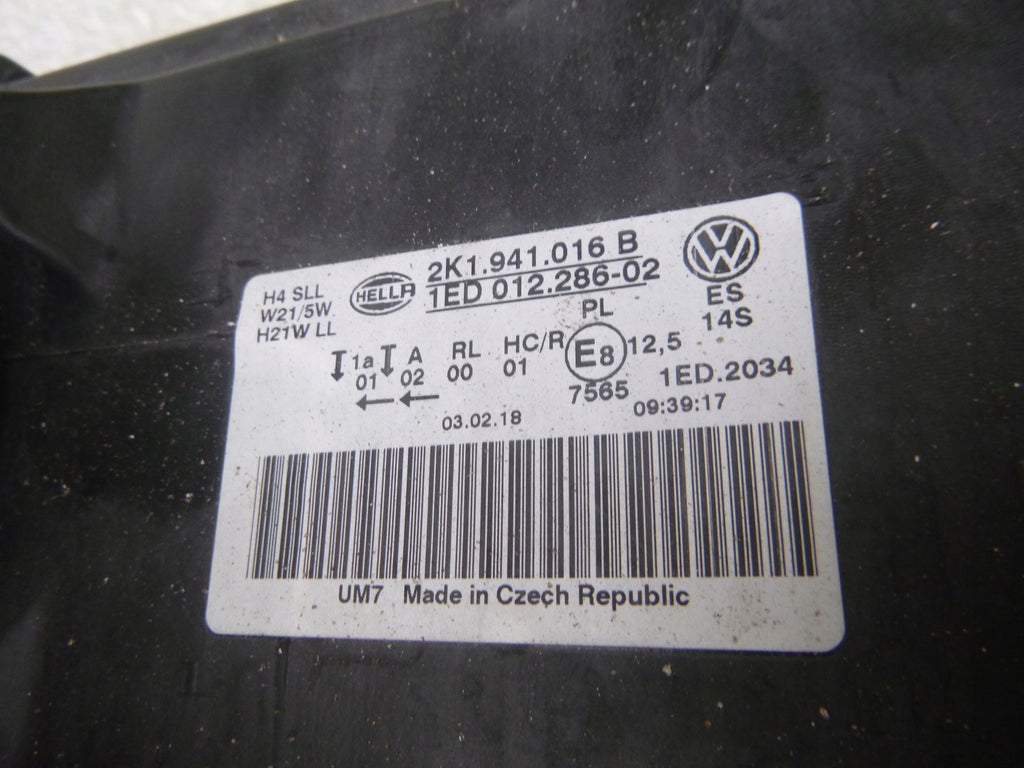 H4 SLL
W21/5W
H21W LL
HELLA
2K1.941.016 B
1ED 012.286-02
VW
ES
14S
PL
1a A RL HC/R E8 12,5
01 02 00 01
7565 1ED.2034
03.02.18 09:39:17
UM7 Made in Czech Republic